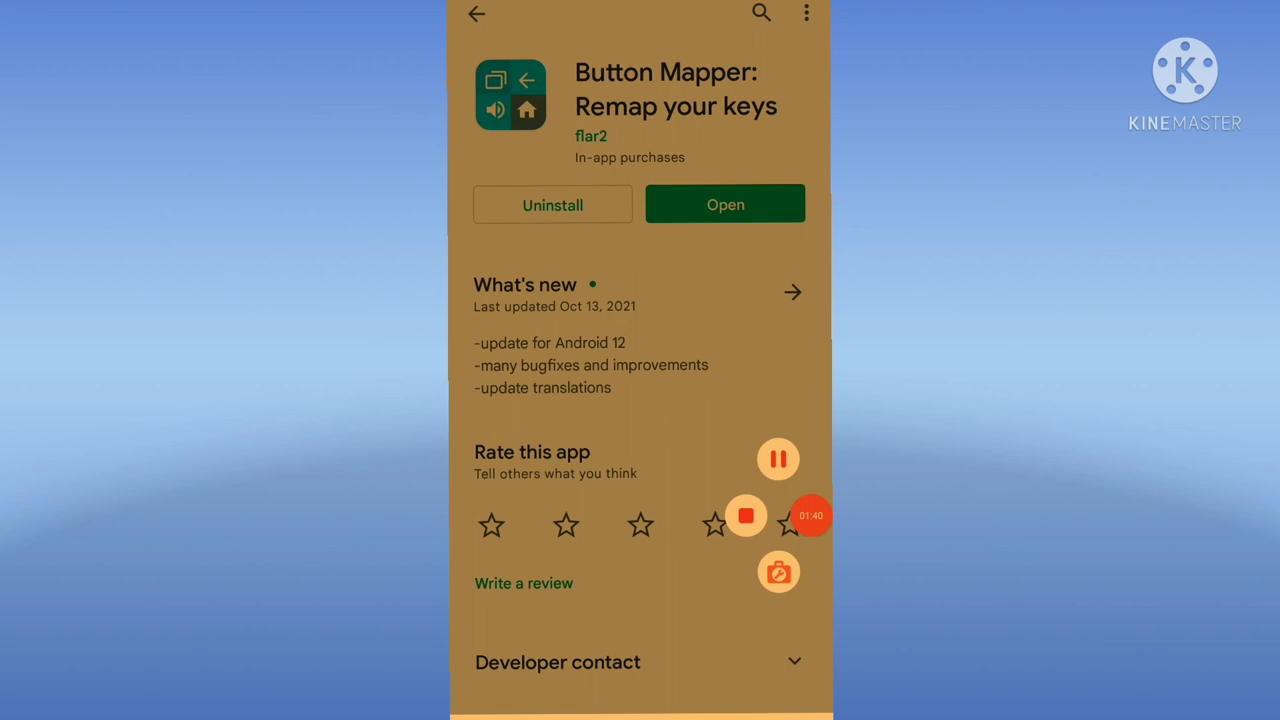 Button Mapper:
Remap your keys
flar2
In-app purchases
Uninstall
Open
What's new
Last updated Oct 13, 2021
-update for Android 12
-many bugfixes and improvements
-update translations
Rate this app
Tell others what you think
01:40
Write a review
Developer contact
K
KINEMASTER